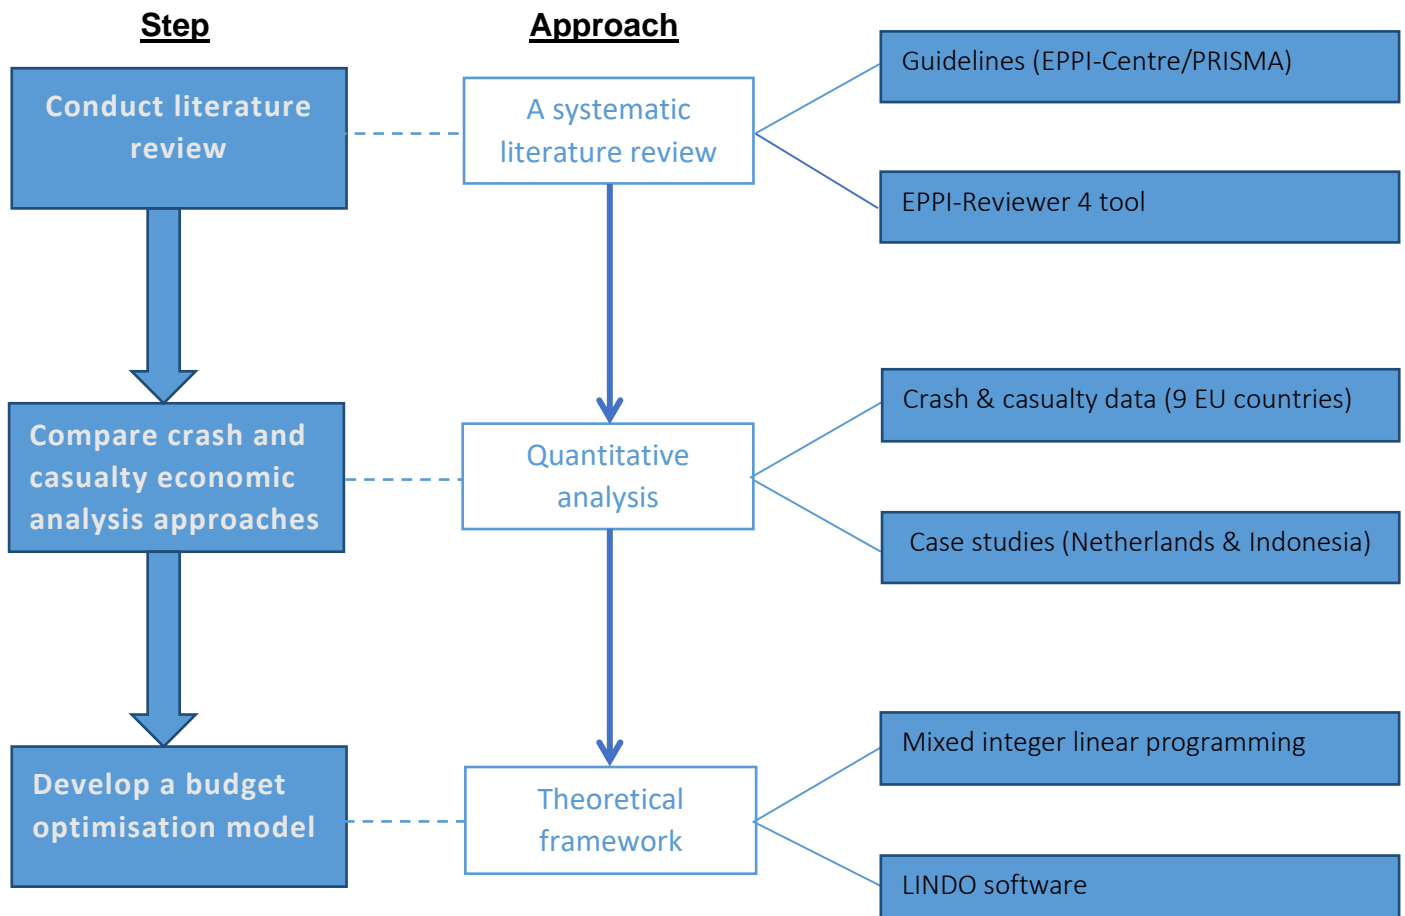 Step
Approach
Conduct literature
review
A systematic
literature review
Guidelines (EPPI-Centre/PRISMA)
EPPI-Reviewer 4 tool
Compare crash and
casualty economic
analysis approaches
Quantitative
analysis
Crash & casualty data (9 EU countries)
Case studies (Netherlands & Indonesia)
Develop a budget
optimisation model
Theoretical
framework
Mixed integer linear programming
LINDO software